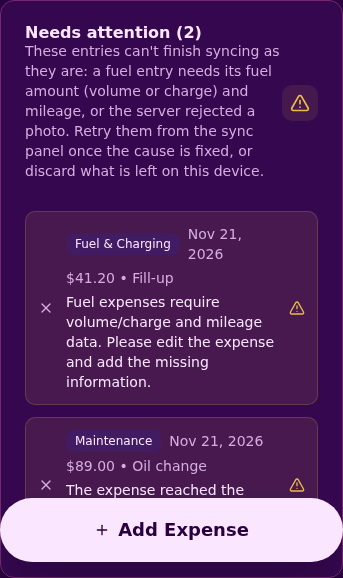 Needs attention (2)
These entries can't finish syncing as
they are: a fuel entry needs its fuel
amount (volume or charge) and
mileage, or the server rejected a
photo. Retry them from the sync
panel once the cause is fixed, or
discard what is left on this device.
Fuel & Charging Nov 21,
2026
$41.20 • Fill-up
Fuel expenses require
volume/charge and mileage
data. Please edit the expense
and add the missing
information.
Maintenance Nov 21, 2026
$89.00 • Oil change
The expense reached the
+ Add Expense